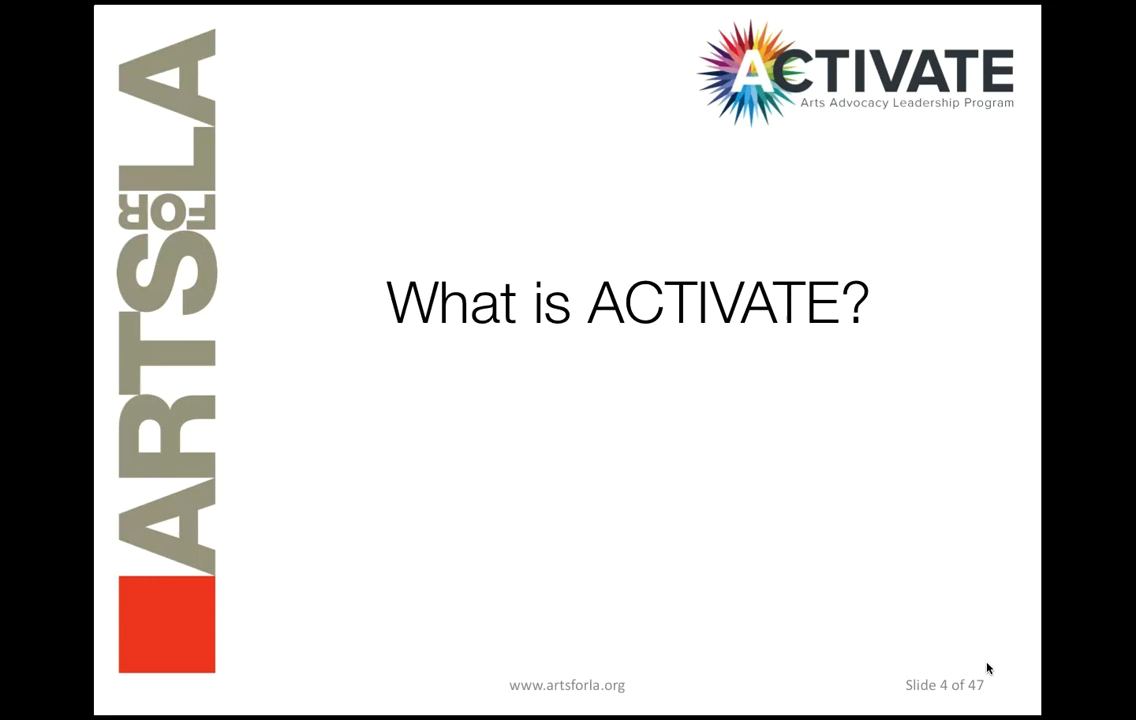 ACTIVATE
Arts Advocacy Leadership Program
ARTS FOR LA
What is ACTIVATE?
www.artsforla.org
Slide 4 of 47